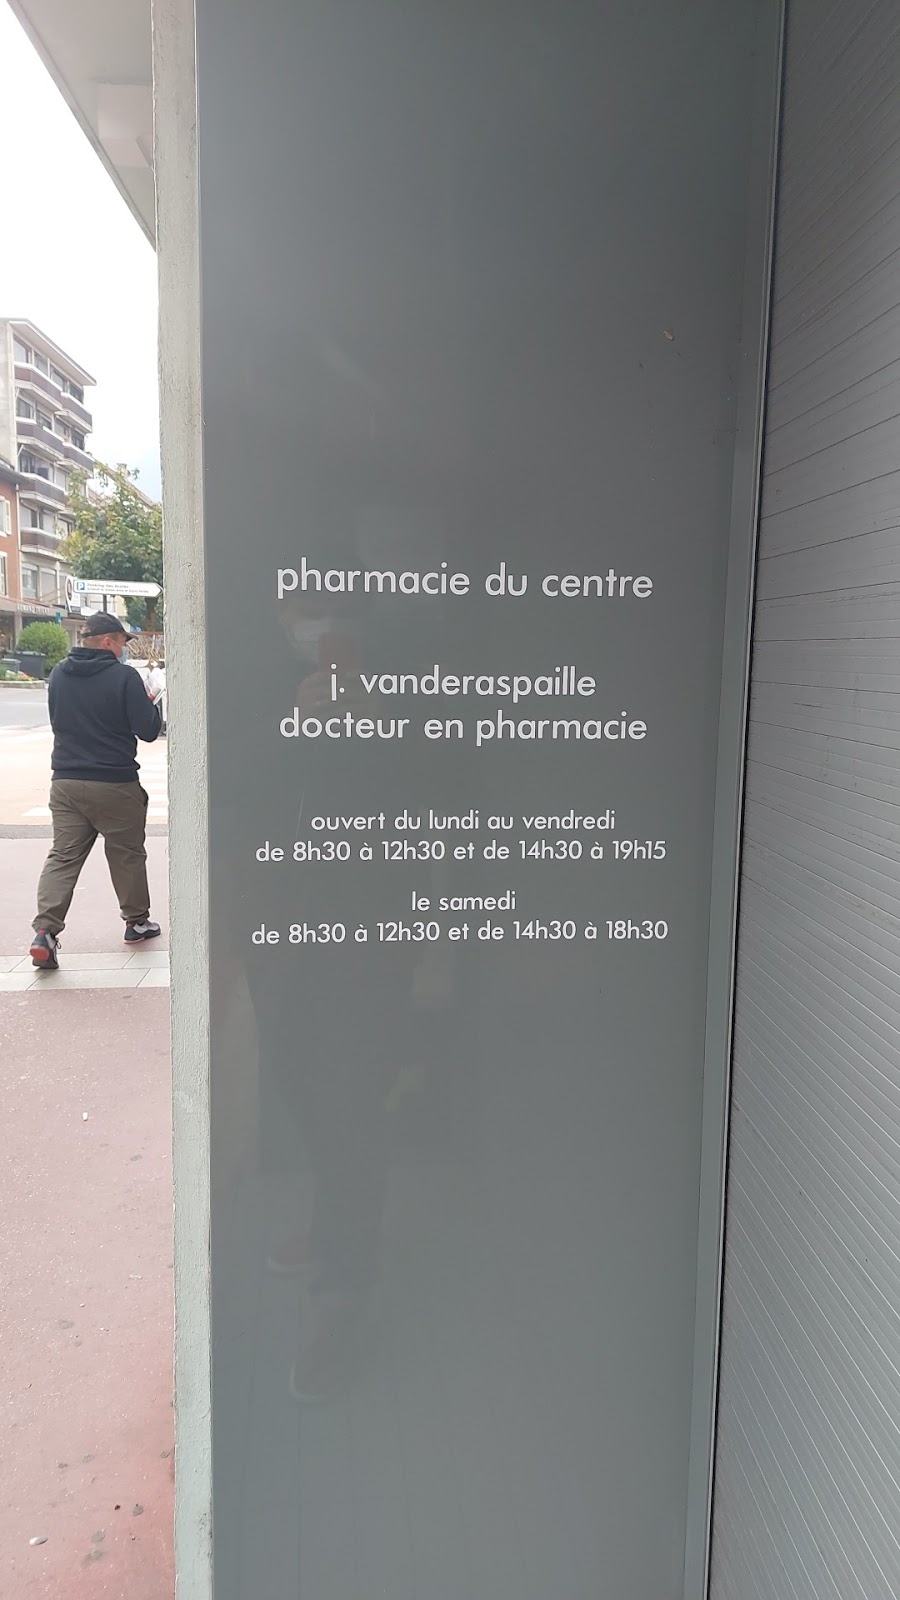 pharmacie du centre
j. vanderaspaille
docteur en pharmacie
ouvert du lundi au vendredi
de 8h30 à 12h30 et de 14h30 à 19h15
le samedi
de 8h30 à 12h30 et de 14h30 à 18h30
P